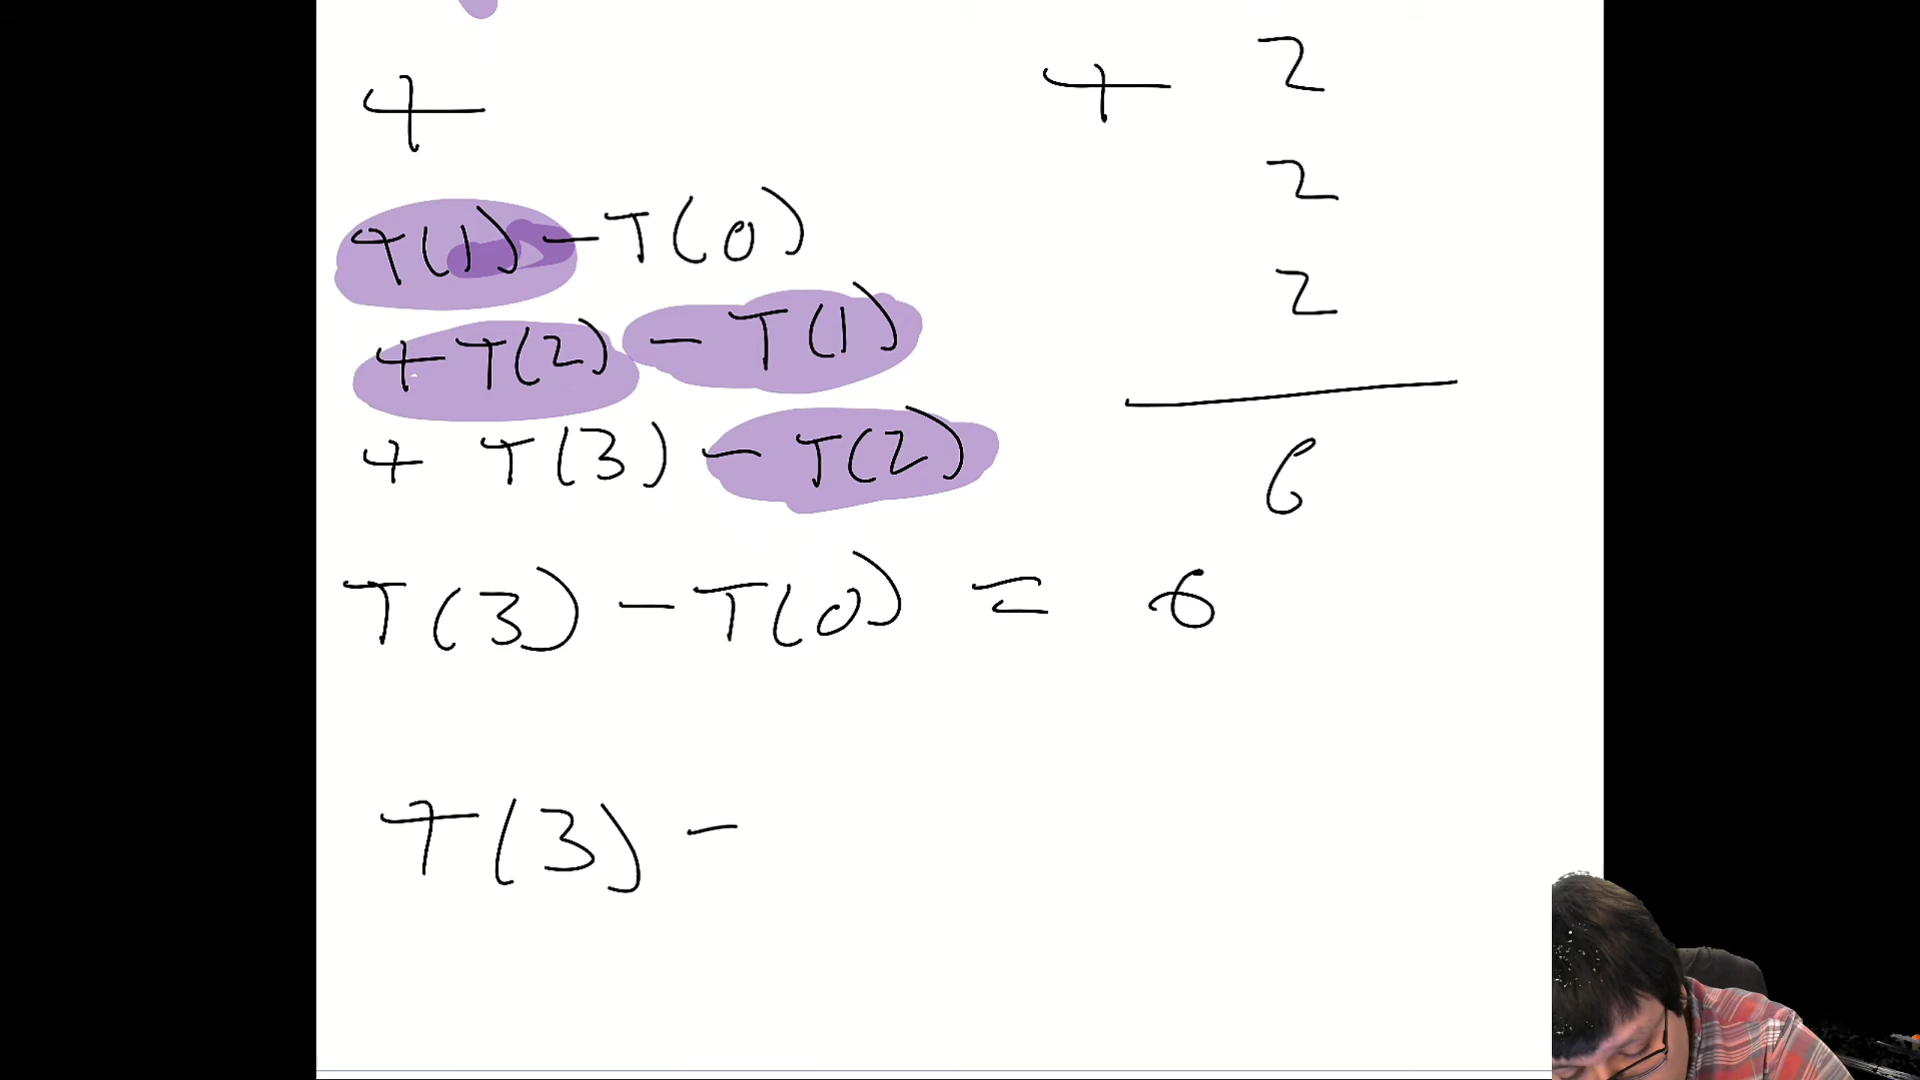 +
+ 2
2
2
T(1) - T(0)
+ T(2) - T(1)
+ T(3) - T(2)
6
T(3) - T(0) = 6
T(3) -